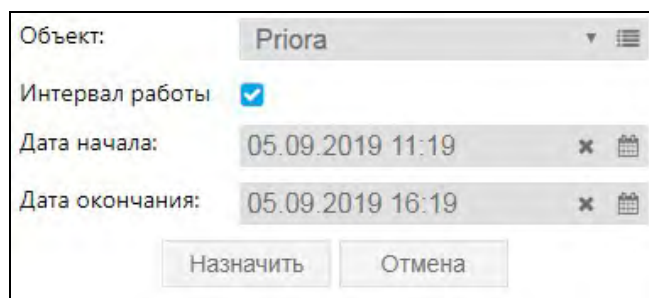 Объект: Priora
Интервал работы
Дата начала: 05.09.2019 11:19
Дата окончания: 05.09.2019 16:19
Назначить Отмена